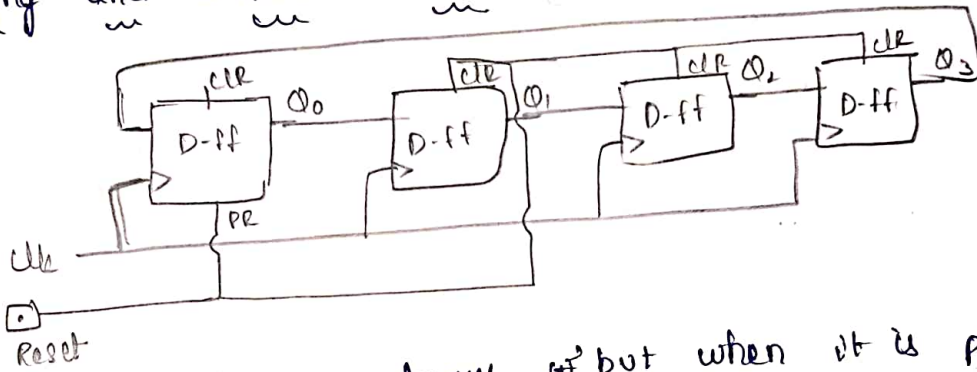 CLR
Q₀
D-ff
PR
CLR
Q₁
D-ff
CLR
Q₂
D-ff
CLR
Q₃
D-ff
Clk
Reset
but when it is